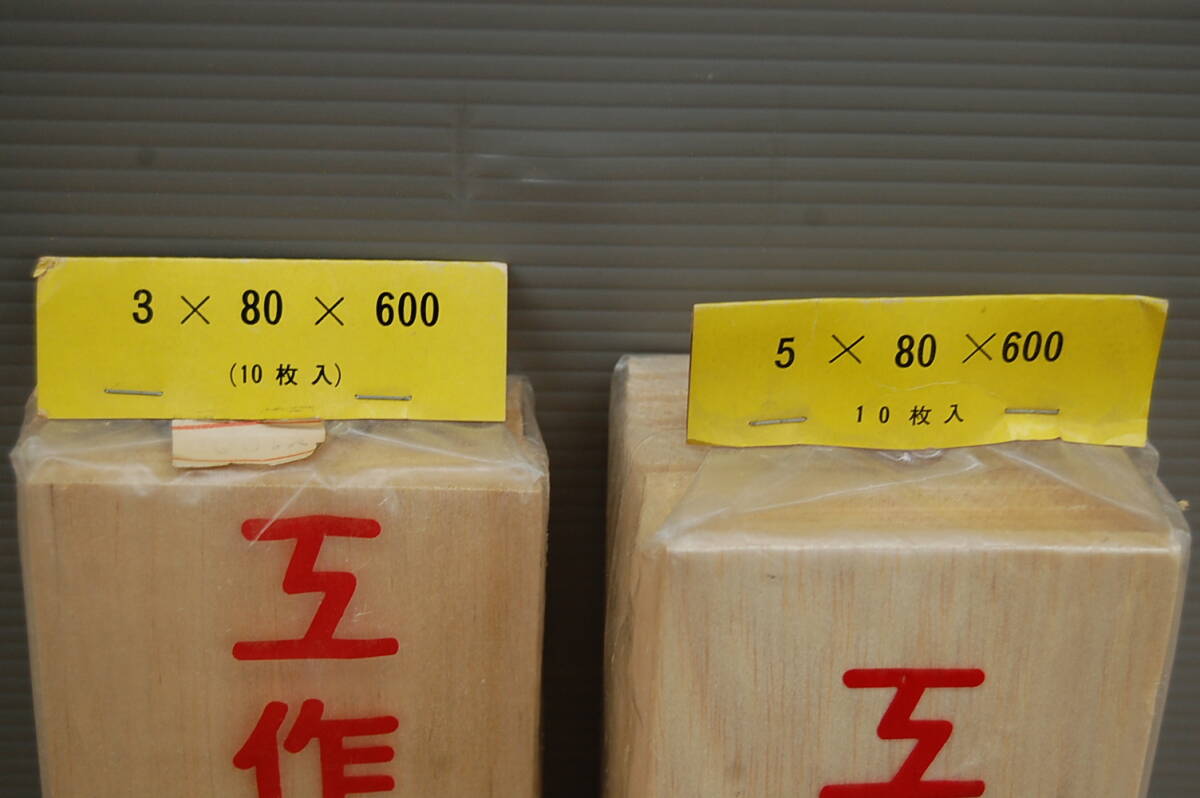 3 × 80 × 600
(10 枚 入)
工
作
5 × 80 × 600
10 枚 入
工